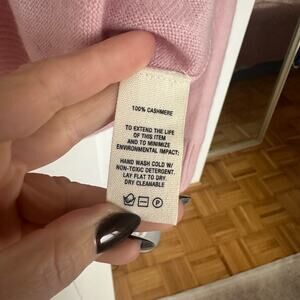 100% CASHMERE
TO EXTEND THE LIFE
OF THIS ITEM
AND TO MINIMIZE
ENVIRONMENTAL IMPACT:
HAND WASH COLD W/
NON-TOXIC DETERGENT.
LAY FLAT TO DRY.
DRY CLEANABLE
P